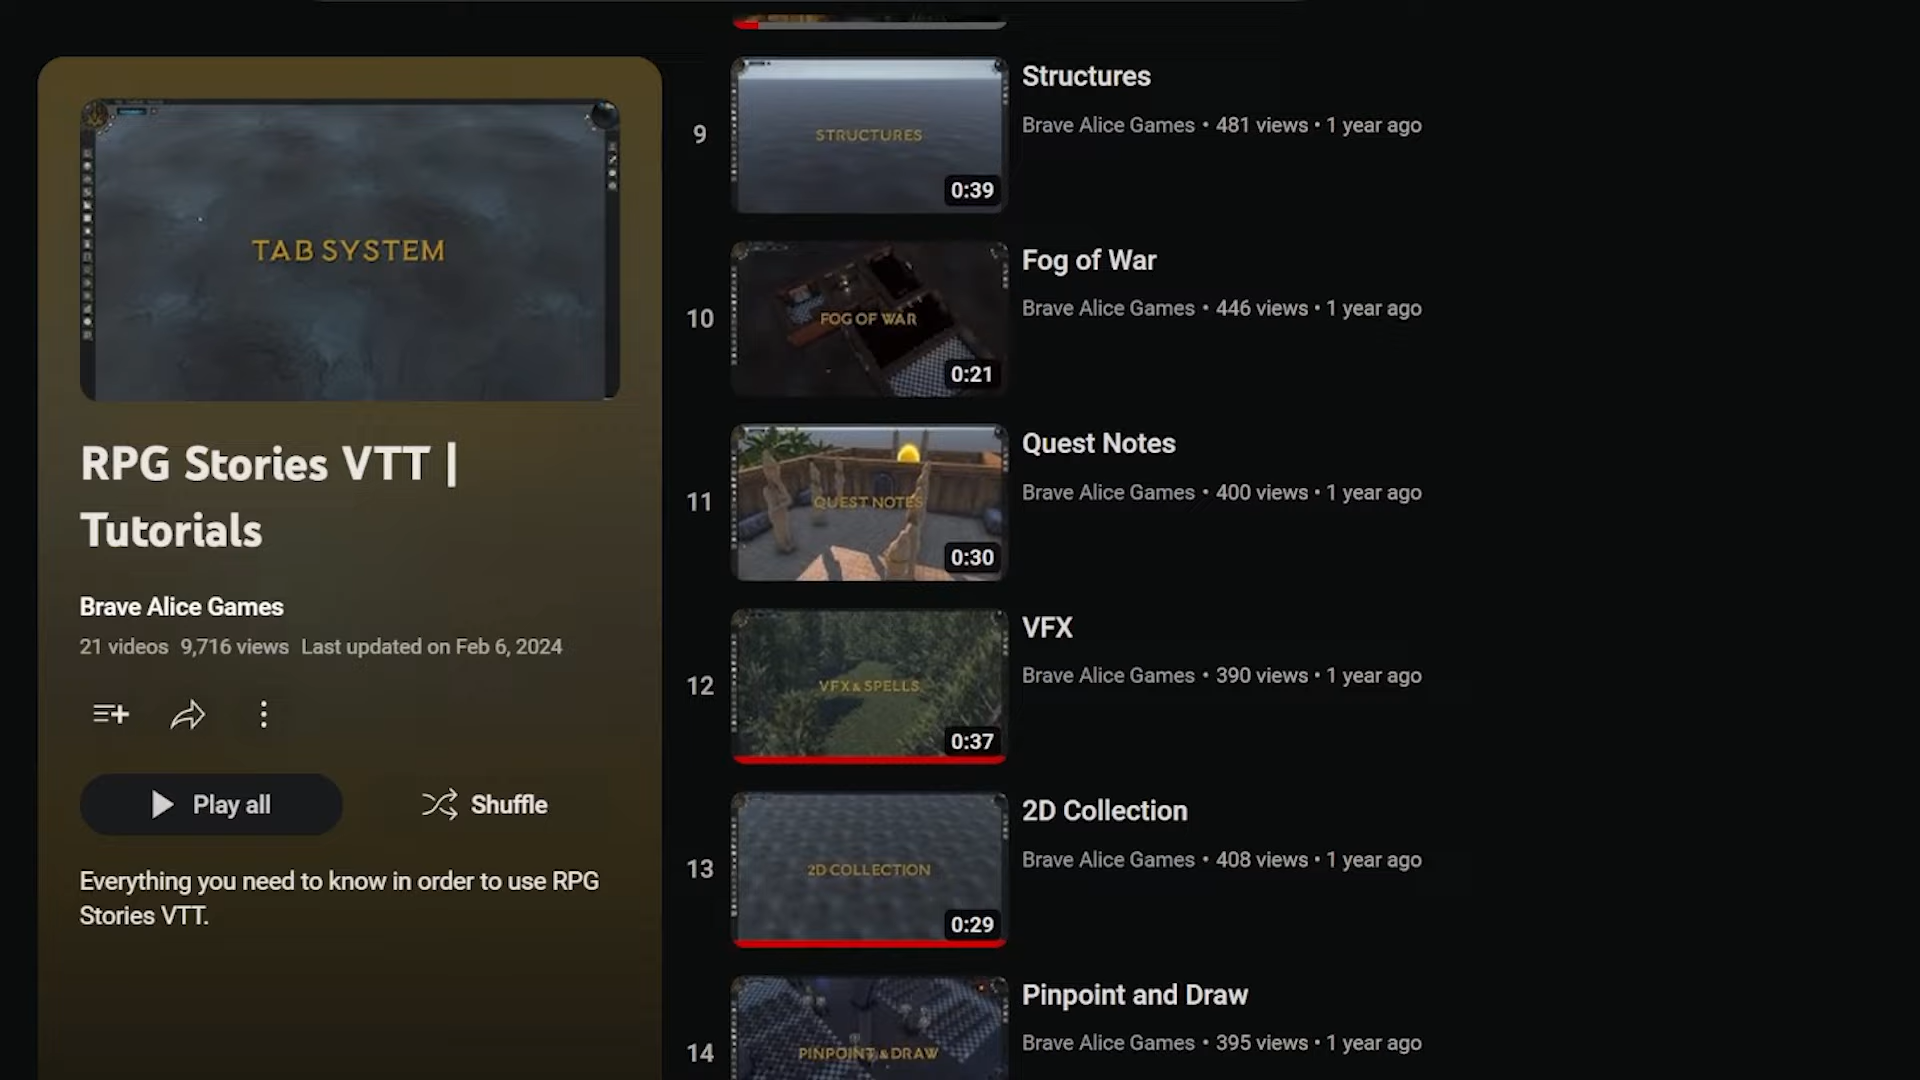 TAB SYSTEM
RPG Stories VTT |
Tutorials
Brave Alice Games
21 videos 9,716 views Last updated on Feb 6, 2024
Play all
Shuffle
Everything you need to know in order to use RPG
Stories VTT.
9
STRUCTURES
0:39
Structures
Brave Alice Games • 481 views • 1 year ago
10
FOG OF WAR
0:21
Fog of War
Brave Alice Games • 446 views • 1 year ago
11
QUEST NOTES
0:30
Quest Notes
Brave Alice Games • 400 views • 1 year ago
12
VFX & SPELLS
0:37
VFX
Brave Alice Games • 390 views • 1 year ago
13
2D COLLECTION
0:29
2D Collection
Brave Alice Games • 408 views • 1 year ago
14
PINPOINT & DRAW
Pinpoint and Draw
Brave Alice Games • 395 views • 1 year ago